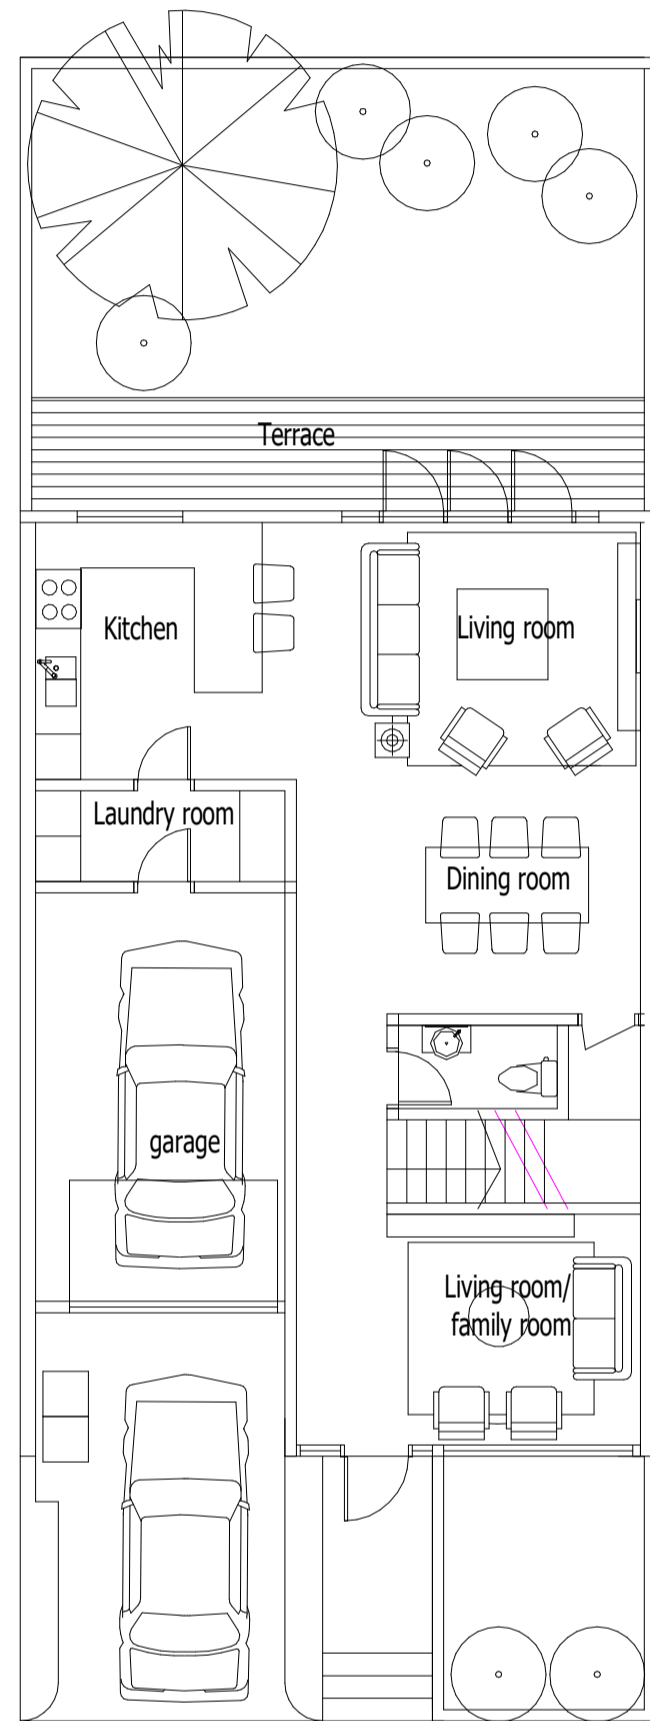 Terrace
Kitchen
Living room
Laundry room
Dining room
garage
Living room/
family room